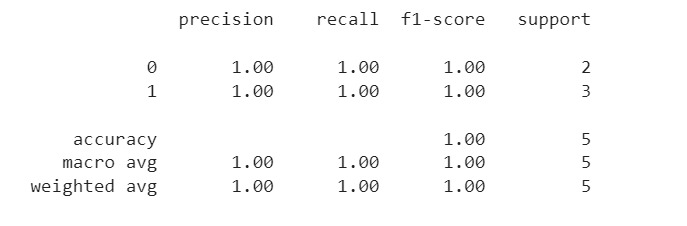 precision recall f1-score support
0 1.00 1.00 1.00 2
1 1.00 1.00 1.00 3
accuracy 1.00 5
macro avg 1.00 1.00 1.00 5
weighted avg 1.00 1.00 1.00 5